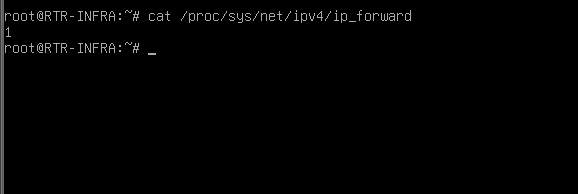 root@RTR-INFRA:~# cat /proc/sys/net/ipv4/ip_forward
1
root@RTR-INFRA:~# _